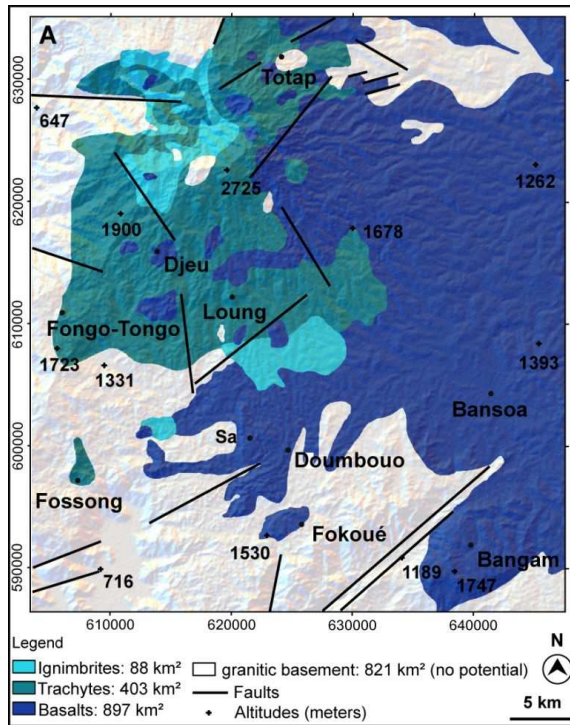 A
630000
620000
610000
600000
590000
Totap
647
2725
1262
1900
1678
Djeu
Loung
Fongo-Tongo
1723
1331
1393
Bansoa
Sa
Doumbouo
Fossong
Fokoué
1530
Bangam
716
1189
1747
610000 620000 630000 640000
Legend
Ignimbrites: 88 km²
Trachytes: 403 km²
Basalts: 897 km²
granitic basement: 821 km² (no potential)
Faults
Altitudes (meters)
N
5 km